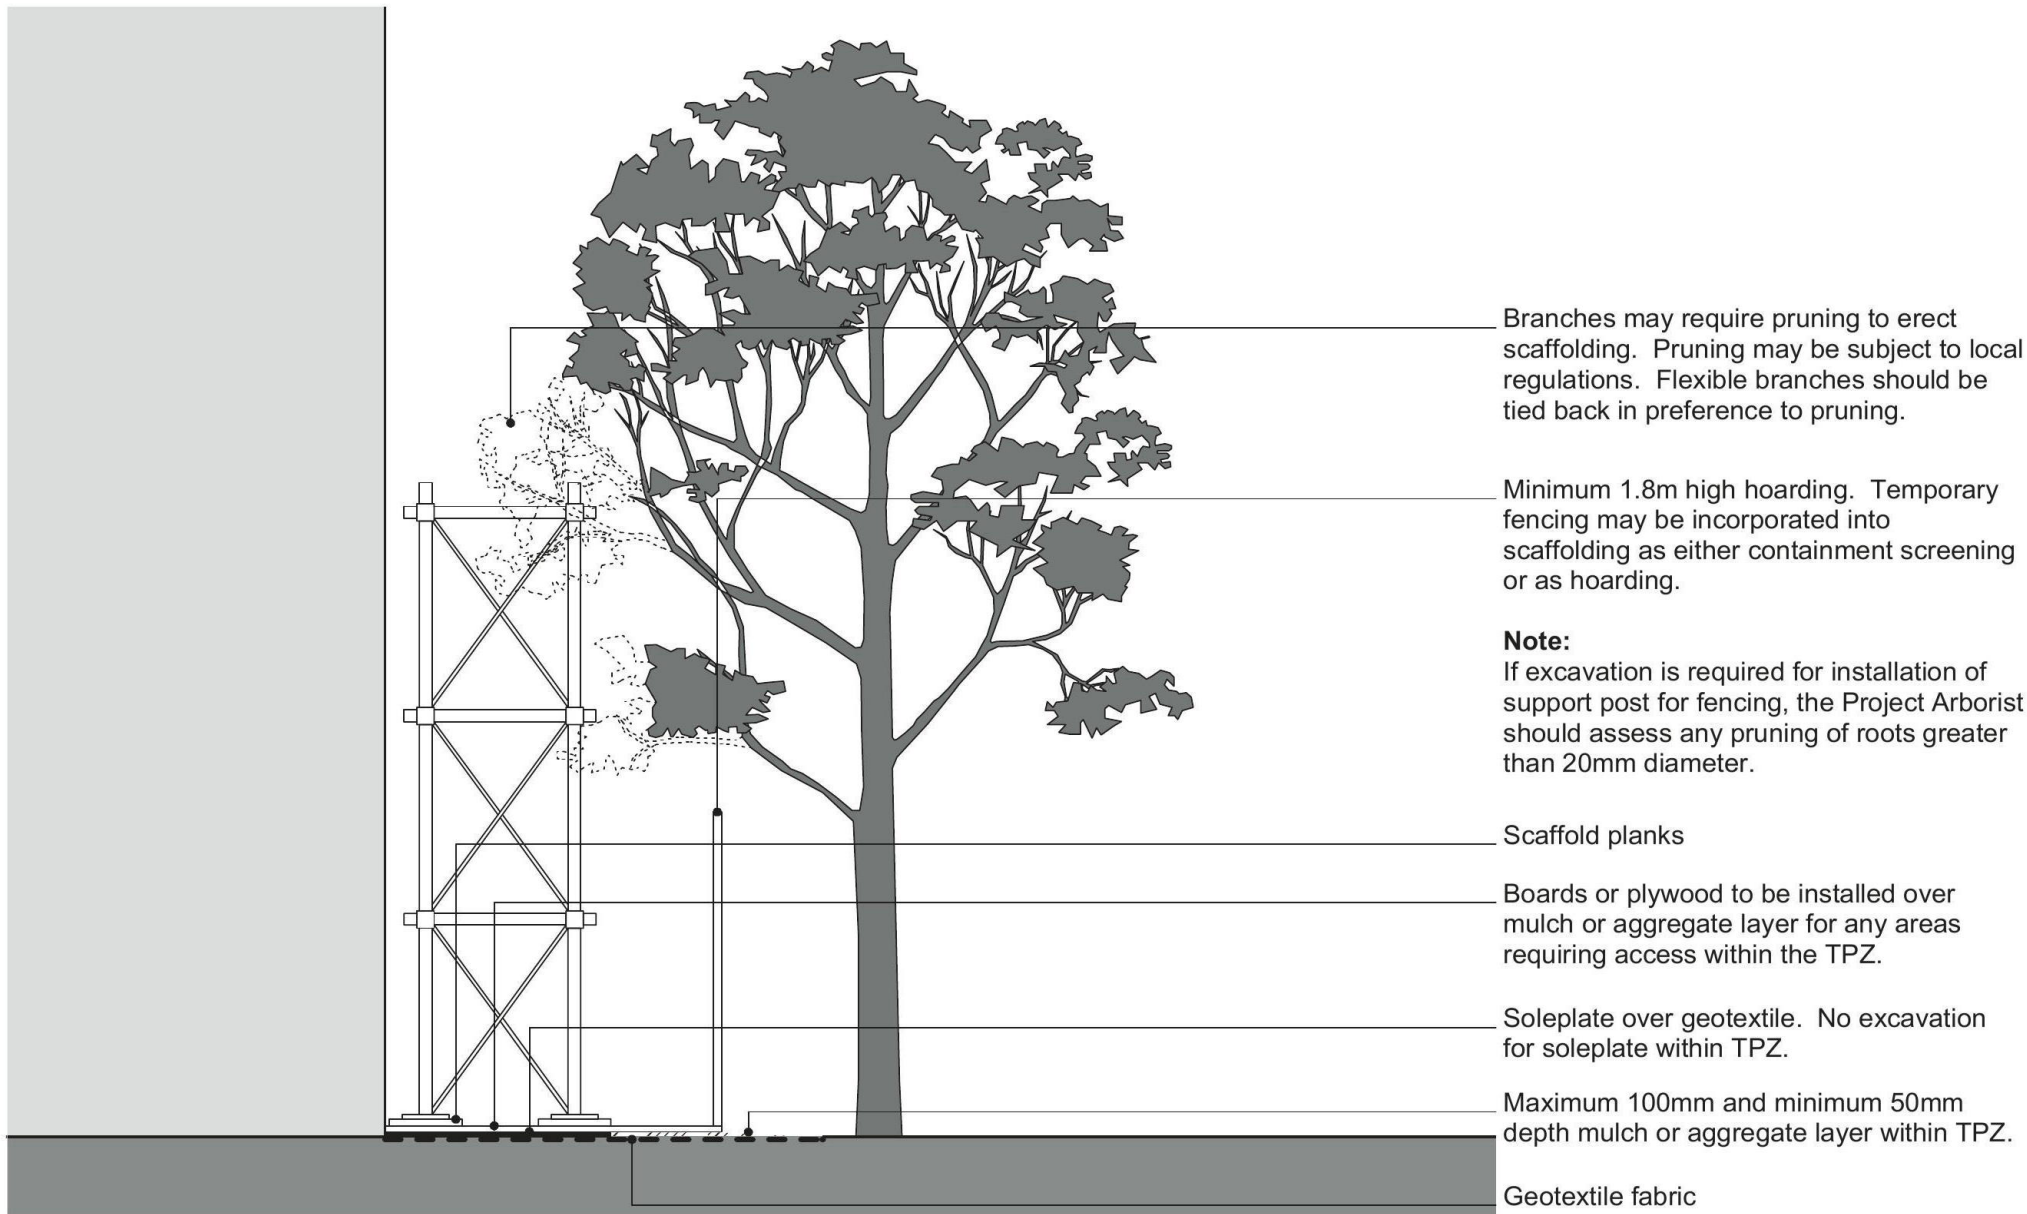 Branches may require pruning to erect
scaffolding.  Pruning may be subject to local
regulations.  Flexible branches should be
tied back in preference to pruning.
Minimum 1.8m high hoarding.  Temporary
fencing may be incorporated into
scaffolding as either containment screening
or as hoarding.
Note:
If excavation is required for installation of
support post for fencing, the Project Arborist
should assess any pruning of roots greater
than 20mm diameter.
Scaffold planks
Boards or plywood to be installed over
mulch or aggregate layer for any areas
requiring access within the TPZ.
Soleplate over geotextile.  No excavation
for soleplate within TPZ.
Maximum 100mm and minimum 50mm
depth mulch or aggregate layer within TPZ.
Geotextile fabric